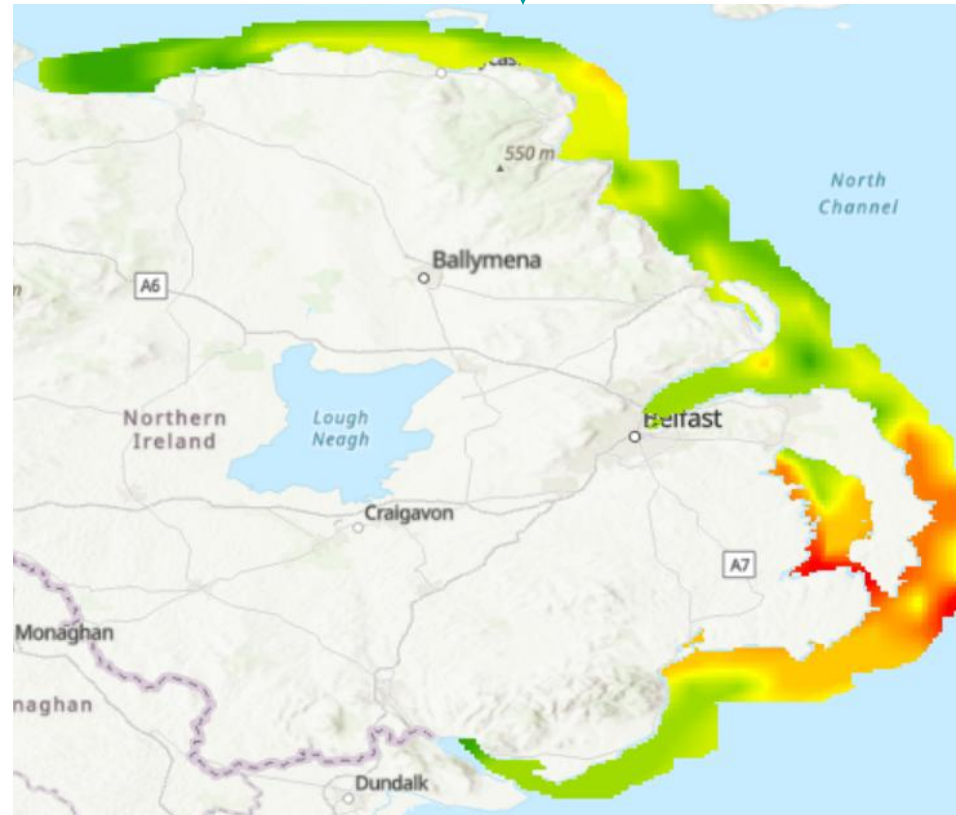 550 m
North
Channel
Ballymena
A6
Northern
Ireland
Lough
Neagh
Belfast
Craigavon
A7
Monaghan
naghan
Dundalk